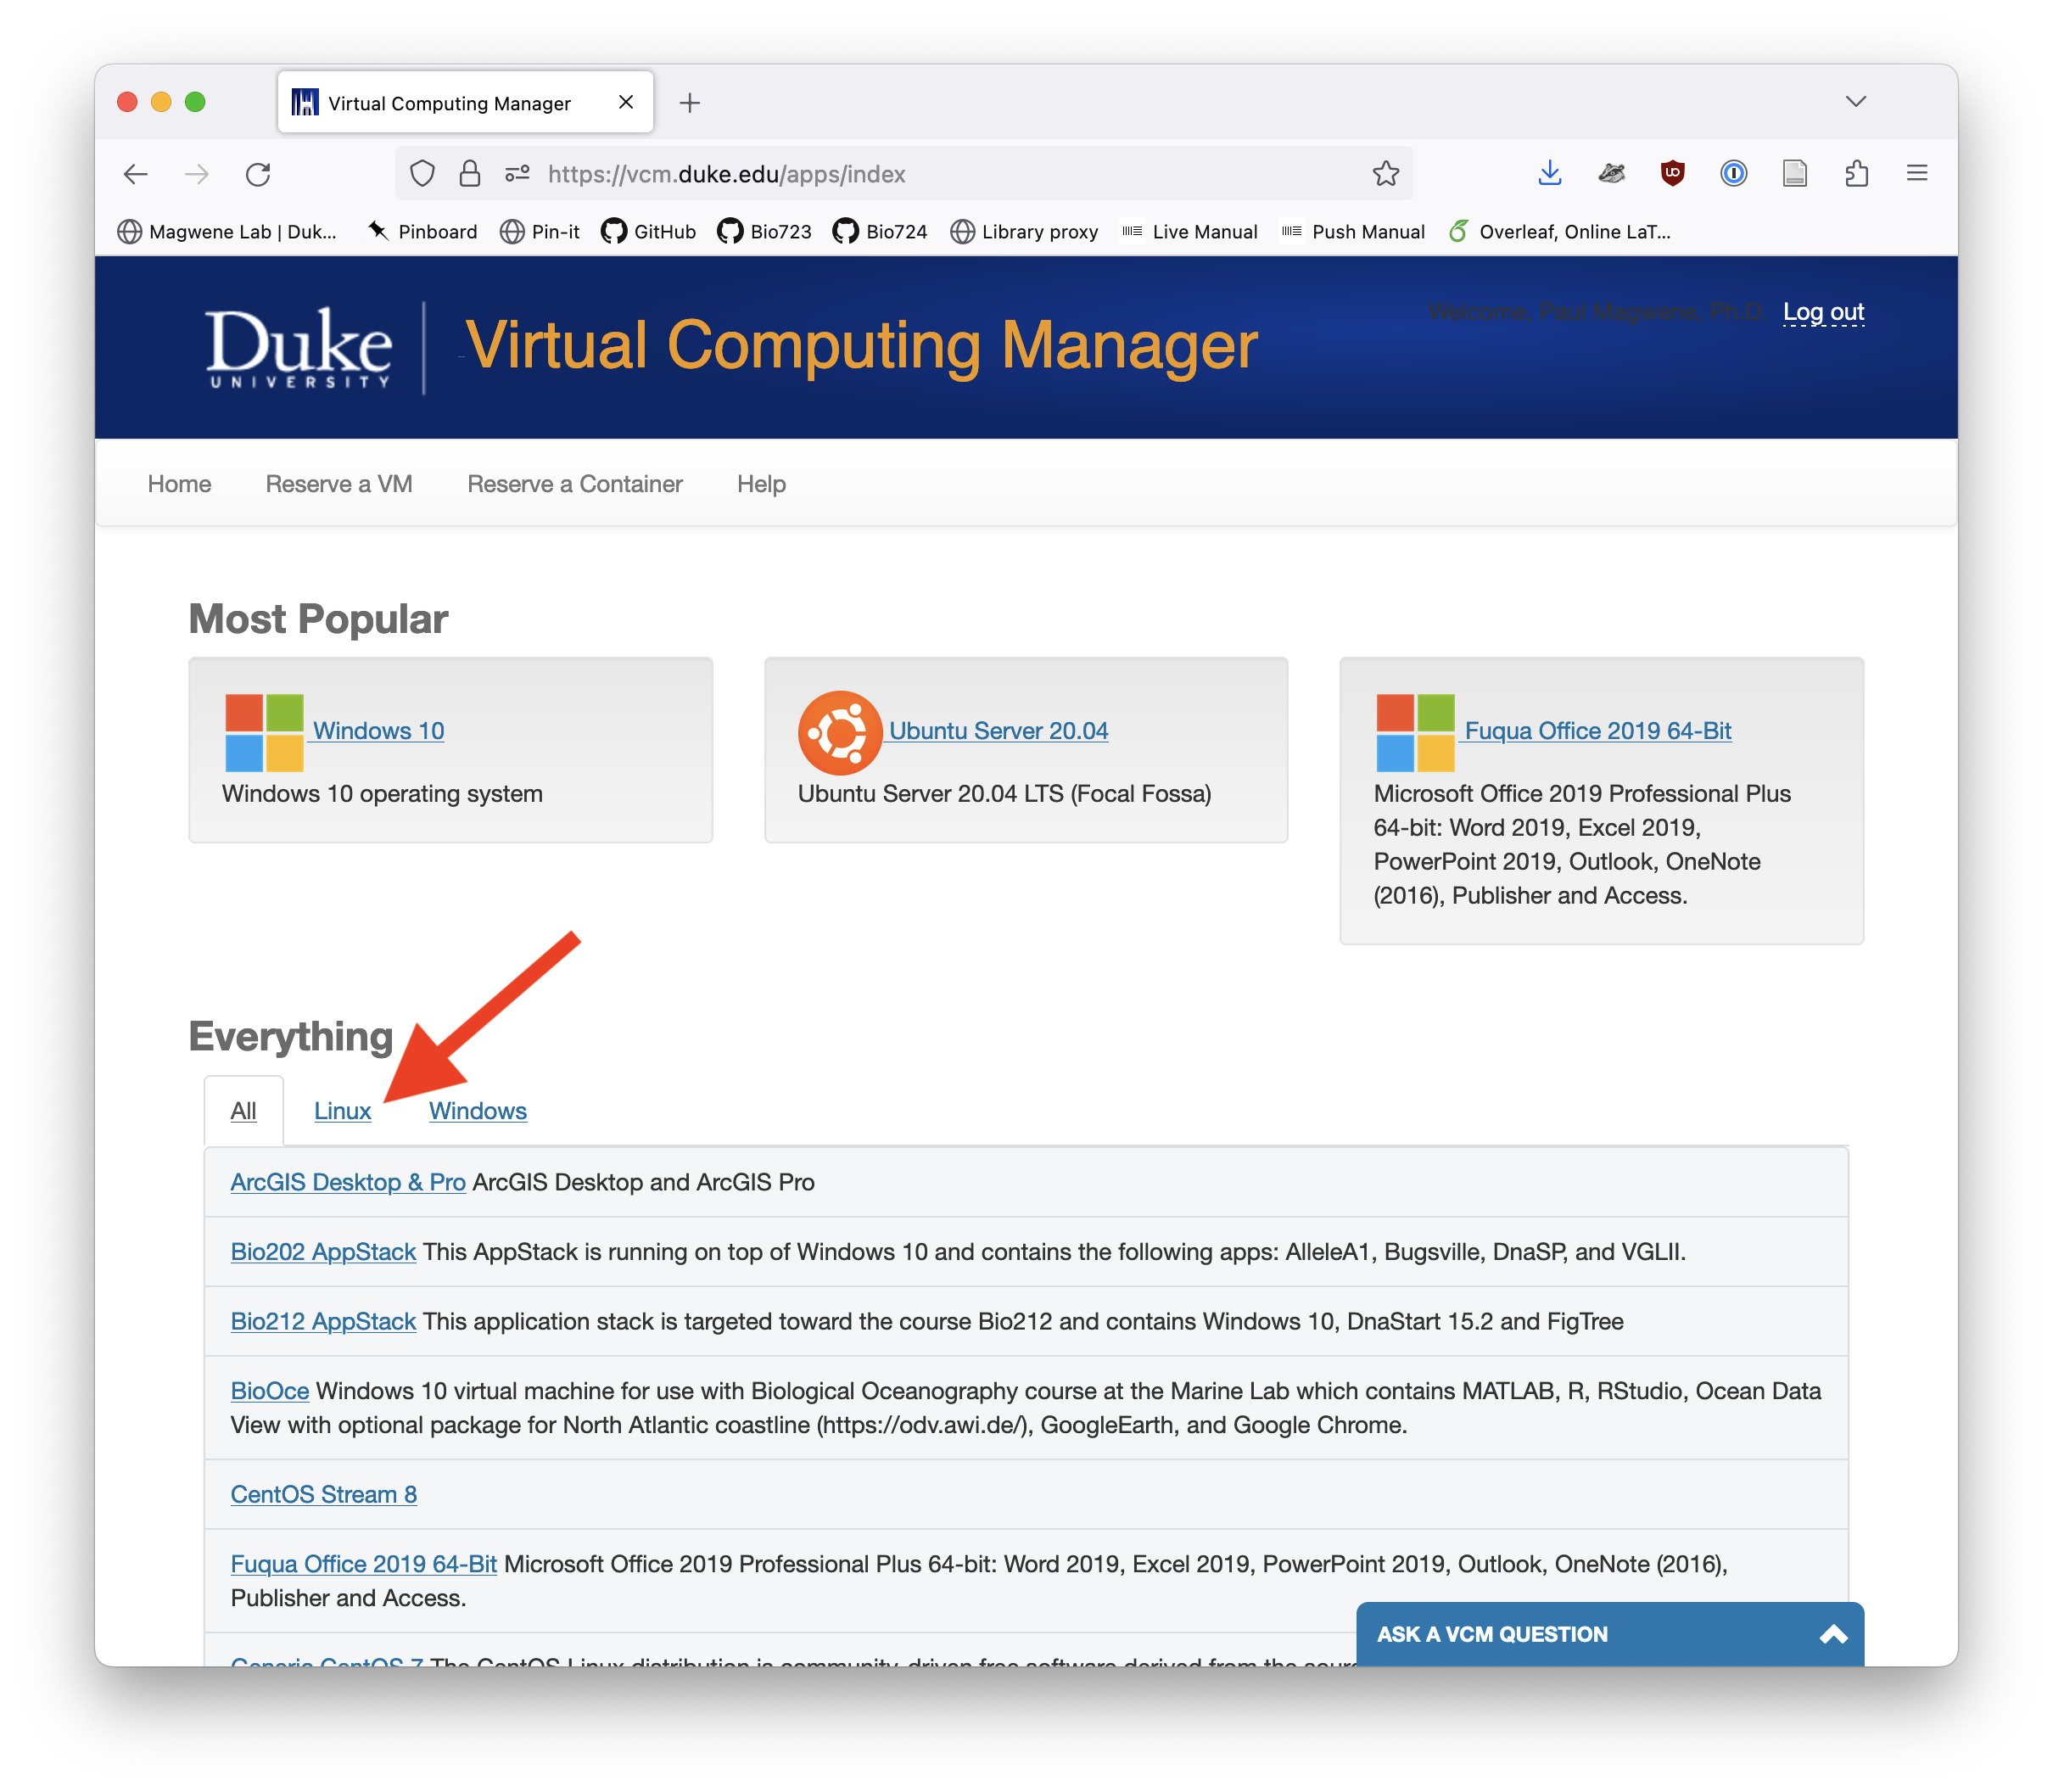 Virtual Computing Manager
https://vcm.duke.edu/apps/index
Magwene Lab | Duk...
Pinboard
Pin-it
GitHub
Bio723
Bio724
Library proxy
Live Manual
Push Manual
Overleaf, Online LaT...
Duke
UNIVERSITY
Virtual Computing Manager
Welcome, Paul Magwene, Ph.D.
Log out
Home
Reserve a VM
Reserve a Container
Help
Most Popular
Windows 10
Windows 10 operating system
Ubuntu Server 20.04
Ubuntu Server 20.04 LTS (Focal Fossa)
Fuqua Office 2019 64-Bit
Microsoft Office 2019 Professional Plus
64-bit: Word 2019, Excel 2019,
PowerPoint 2019, Outlook, OneNote
(2016), Publisher and Access.
Everything
All
Linux
Windows
ArcGIS Desktop & Pro ArcGIS Desktop and ArcGIS Pro
Bio202 AppStack This AppStack is running on top of Windows 10 and contains the following apps: AlleleA1, Bugsville, DnaSP, and VGLII.
Bio212 AppStack This application stack is targeted toward the course Bio212 and contains Windows 10, DnaStart 15.2 and FigTree
BioOce Windows 10 virtual machine for use with Biological Oceanography course at the Marine Lab which contains MATLAB, R, RStudio, Ocean Data
View with optional package for North Atlantic coastline (https://odv.awi.de/), GoogleEarth, and Google Chrome.
CentOS Stream 8
Fuqua Office 2019 64-Bit Microsoft Office 2019 Professional Plus 64-bit: Word 2019, Excel 2019, PowerPoint 2019, Outlook, OneNote (2016),
Publisher and Access.
Generic CentOS 7 The CentOS Linux distribution is community-driven free software derived from the
ASK A VCM QUESTION